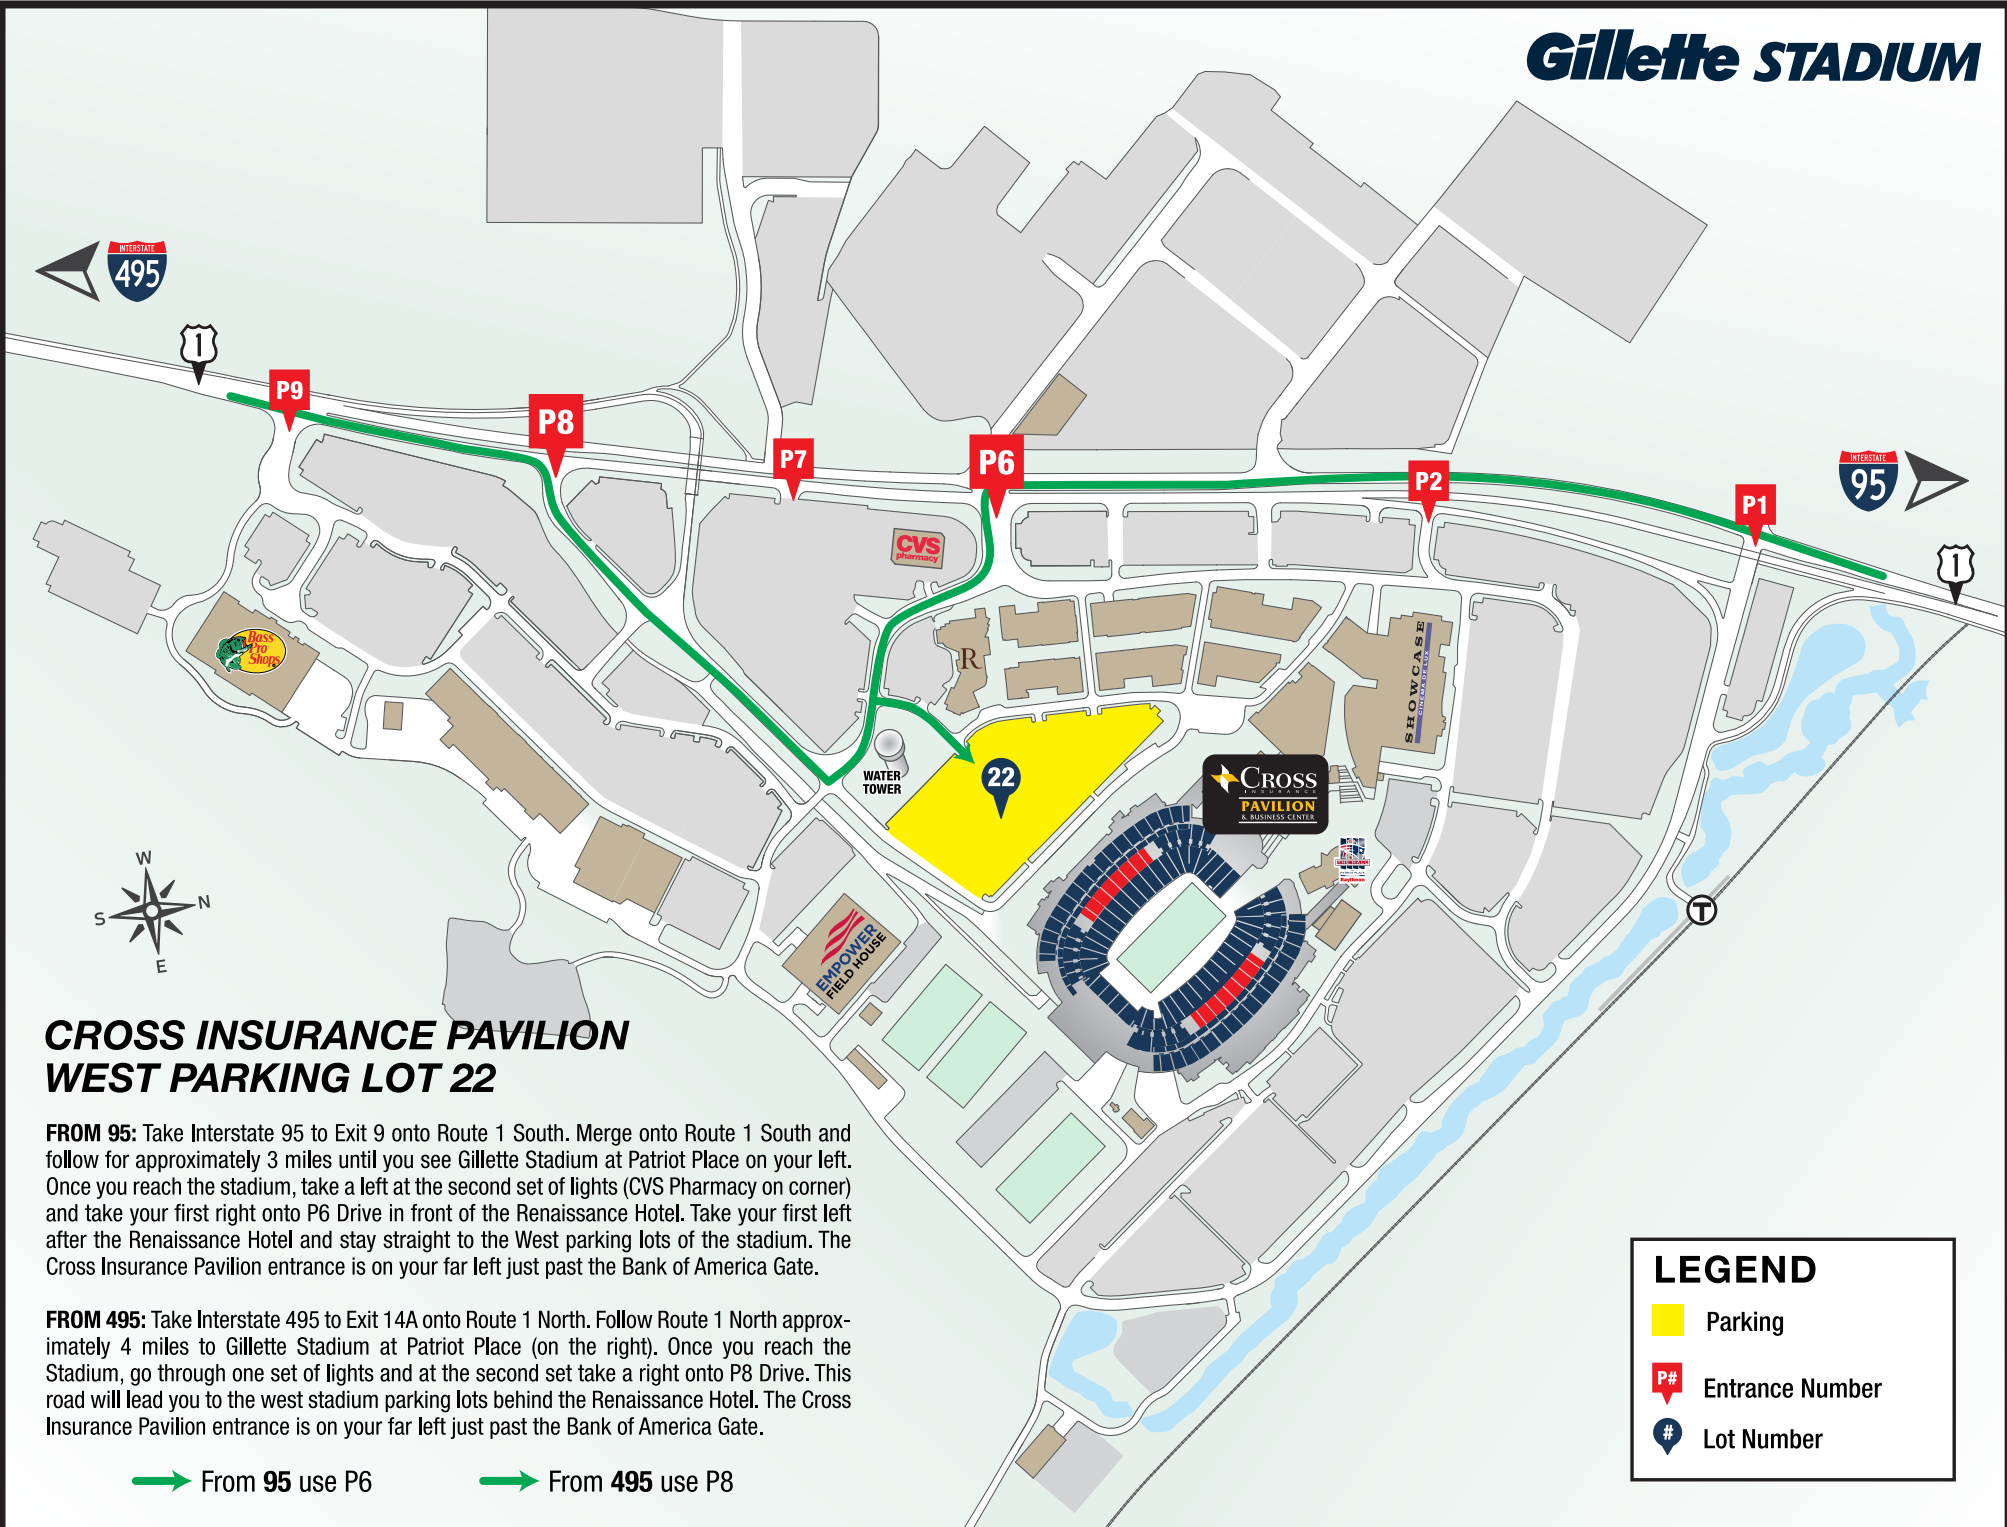 Gillette STADIUM
INTERSTATE
495
1
P9
P8
P7
P6
P2
P1
INTERSTATE
95
1
CVS
pharmacy
Bass
Pro
Shops
R
SHOWCASE
CINEMA DE LUX
WATER
TOWER
22
CROSS
INSURANCE
PAVILION
& BUSINESS CENTER
THE HALL
Raytheon
T
W
N
S
E
EMPOWER
FIELD HOUSE
CROSS INSURANCE PAVILION
WEST PARKING LOT 22
FROM 95: Take Interstate 95 to Exit 9 onto Route 1 South. Merge onto Route 1 South and
follow for approximately 3 miles until you see Gillette Stadium at Patriot Place on your left.
Once you reach the stadium, take a left at the second set of lights (CVS Pharmacy on corner)
and take your first right onto P6 Drive in front of the Renaissance Hotel. Take your first left
after the Renaissance Hotel and stay straight to the West parking lots of the stadium. The
Cross Insurance Pavilion entrance is on your far left just past the Bank of America Gate.
FROM 495: Take Interstate 495 to Exit 14A onto Route 1 North. Follow Route 1 North approx-
imately 4 miles to Gillette Stadium at Patriot Place (on the right). Once you reach the
Stadium, go through one set of lights and at the second set take a right onto P8 Drive. This
road will lead you to the west stadium parking lots behind the Renaissance Hotel. The Cross
Insurance Pavilion entrance is on your far left just past the Bank of America Gate.
From 95 use P6
From 495 use P8
LEGEND
Parking
P#
Entrance Number
#
Lot Number